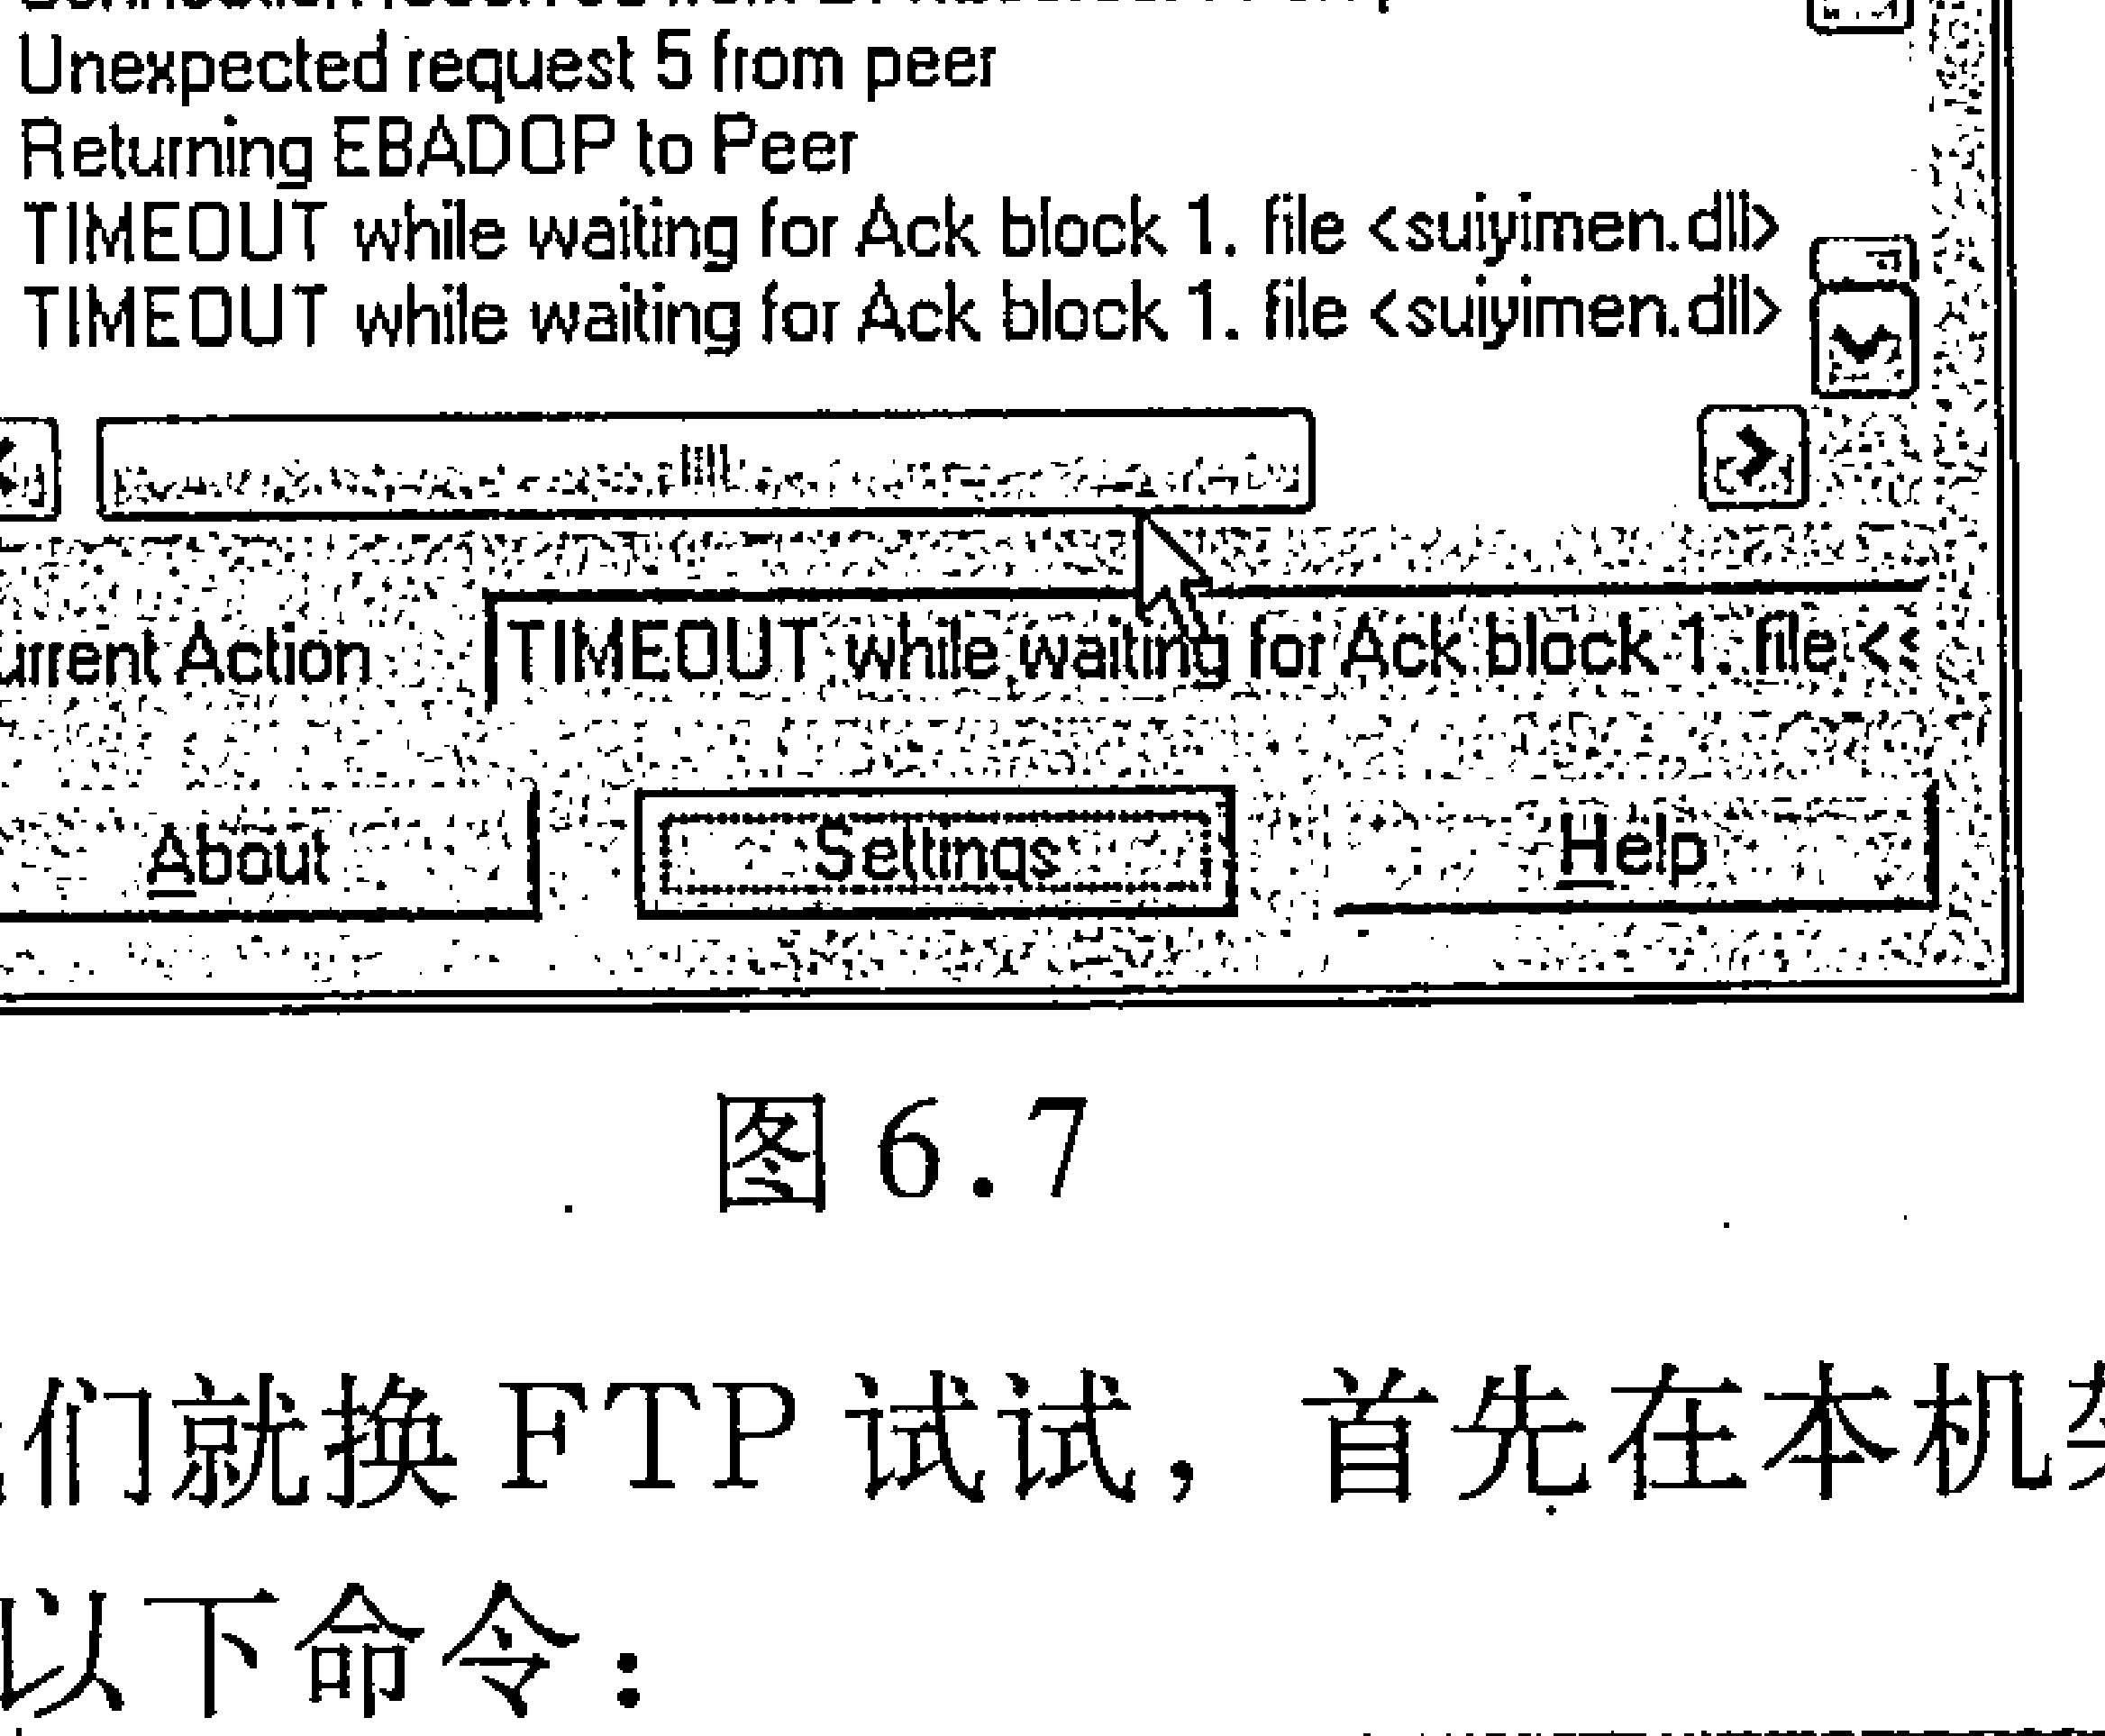 Unexpected request 5 from peer
Returning EBADOP to Peer
TIMEOUT while waiting for Ack block 1. file <suiyimen.dll>
TIMEOUT while waiting for Ack block 1. file <suiyimen.dll>
urrent Action TIMEOUT while waiting for Ack block 1. file <
About Settings Help
图 6.7
们就换 FTP 试试，首先在本机
以下命令：